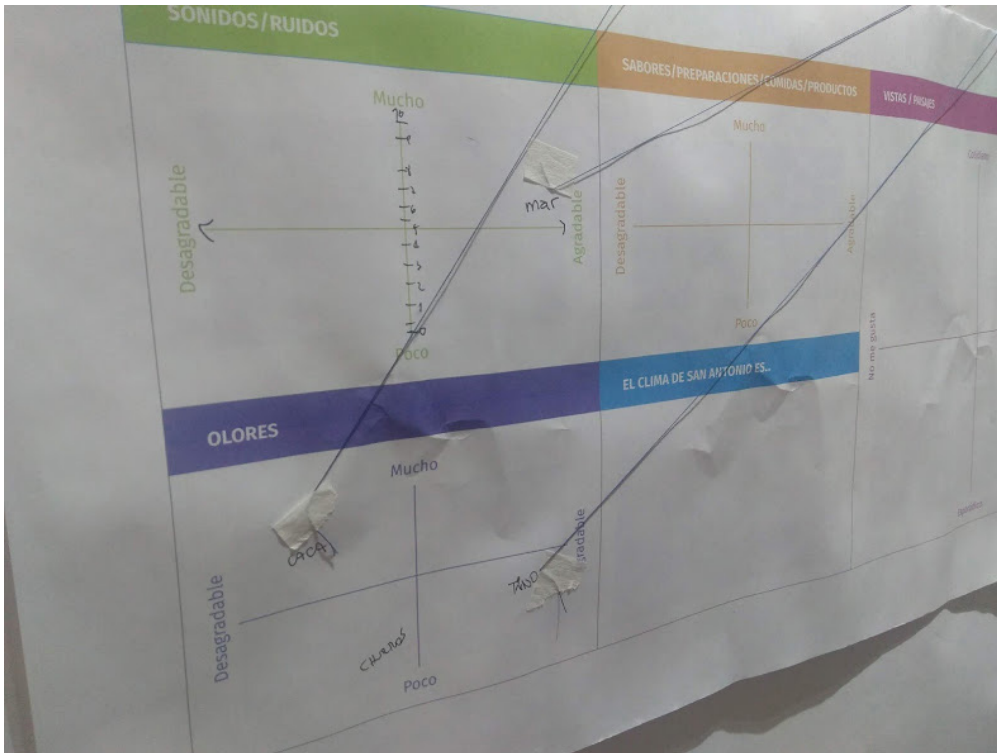 SONIDOS/RUIDOS
Mucho
10
9
8
7
6
5
4
3
2
1
0
Desagradable
Agradable
mar
Poco
SABORES/PREPARACIONES/COMIDAS/PRODUCTOS
Mucho
Desagradable
Agradable
Poco
VISTAS / PAISAJES
Cotidiano
No me gusta
OLORES
Mucho
caca
Desagradable
gradable
Poco
EL CLIMA DE SAN ANTONIO ES...